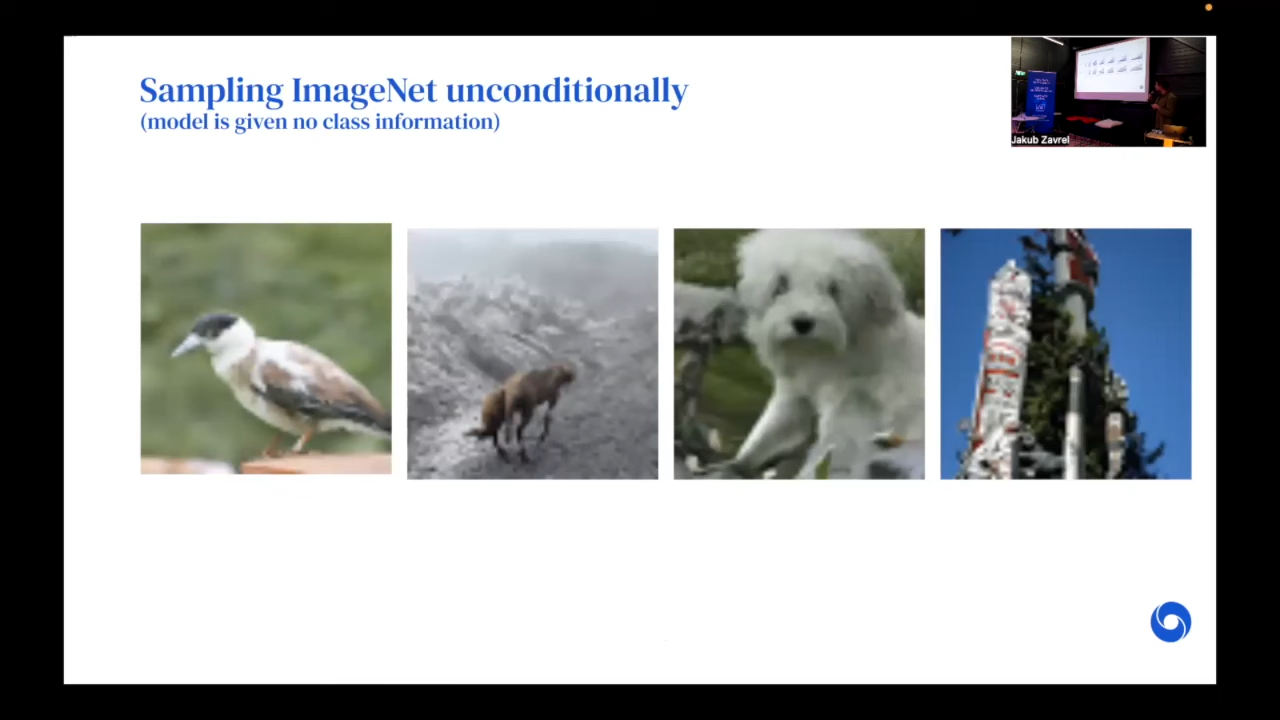 Sampling ImageNet unconditionally
(model is given no class information)
Jakub Zavrel